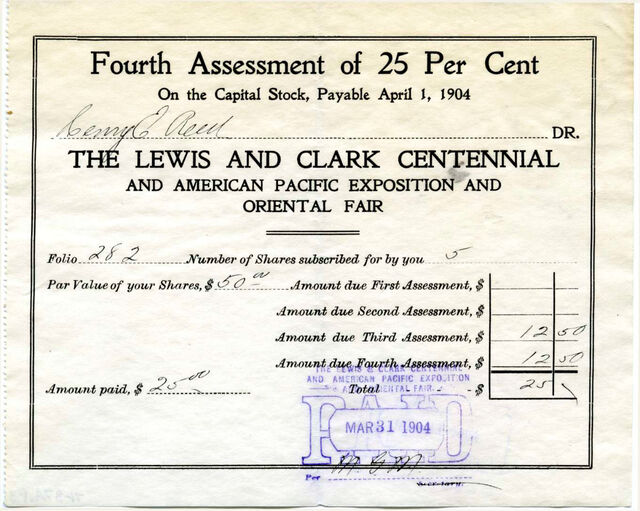 Fourth Assessment of 25 Per Cent
On the Capital Stock, Payable April 1, 1904
Henry E Reed DR.
THE LEWIS AND CLARK CENTENNIAL
AND AMERICAN PACIFIC EXPOSITION AND
ORIENTAL FAIR
Folio 282 Number of Shares subscribed for by you 5
Par Value of your Shares, $ 50.00 Amount due First Assessment, $
Amount due Second Assessment, $
Amount due Third Assessment, $ 12 50
Amount due Fourth Assessment, $ 12 50
THE LEWIS & CLARK CENTENNIAL
AND AMERICAN PACIFIC EXPOSITION
Amount paid, $ 25.00 Total $ 25
& ORIENTAL FAIR.
PAID
MAR 31 1904
Per
Secretary.